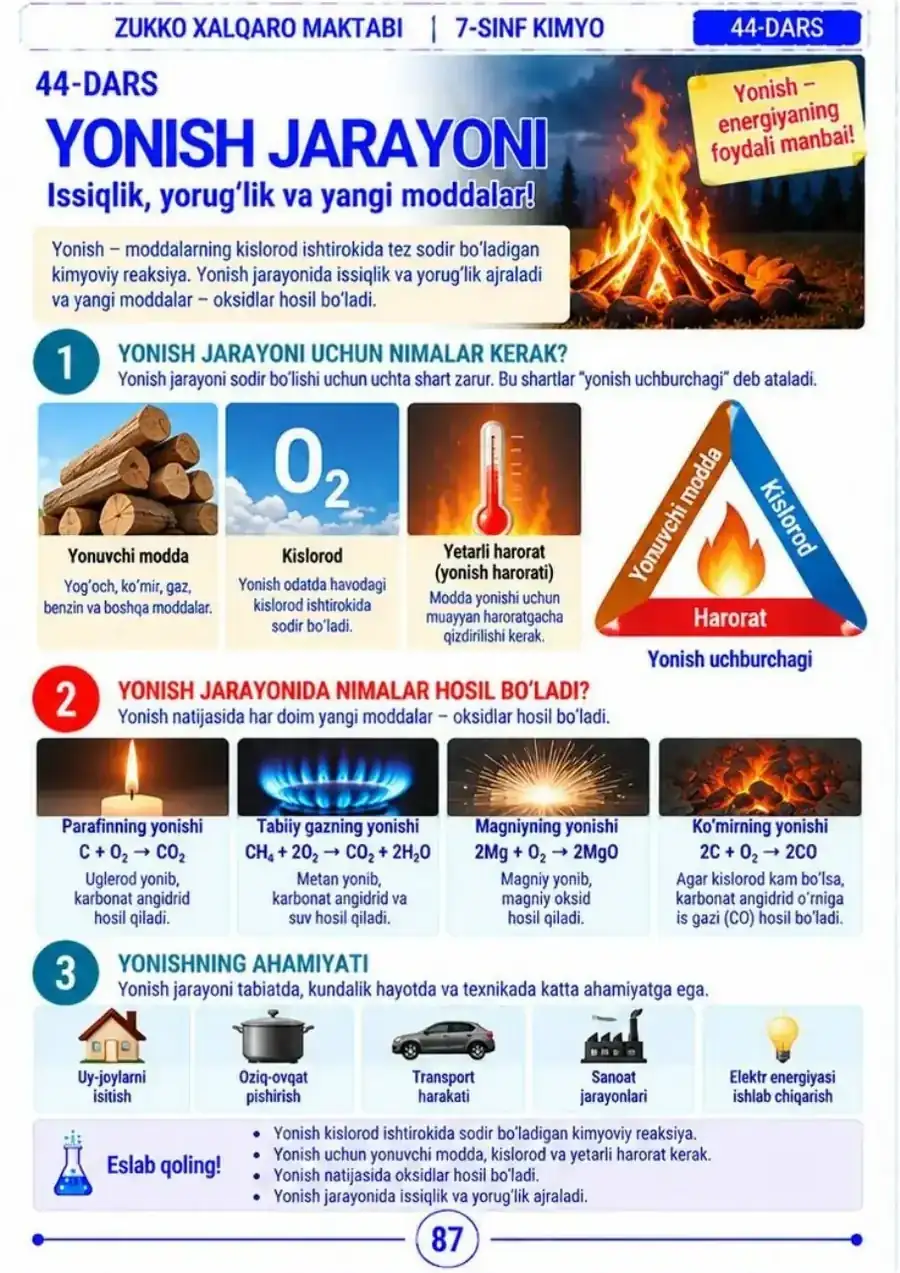 ZUKKO XALQARO MAKTABI | 7-SINF KIMYO
44-DARS
44-DARS
YONISH JARAYONI
Issiqlik, yorug‘lik va yangi moddalar!
Yonish –
energiyaning
foydali manbai!
Yonish – moddalarning kislorod ishtirokida tez sodir bo‘ladigan
kimyoviy reaksiya. Yonish jarayonida issiqlik va yorug‘lik ajraladi
va yangi moddalar – oksidlar hosil bo‘ladi.
1
YONISH JARAYONI UCHUN NIMALAR KERAK?
Yonish jarayoni sodir bo‘lishi uchun uchta shart zarur. Bu shartlar “yonish uchburchagi” deb ataladi.
Yonuvchi modda
Yog‘och, ko‘mir, gaz,
benzin va boshqa moddalar.
O₂
Kislorod
Yonish odatda havodagi
kislorod ishtirokida
sodir bo‘ladi.
Yetarli harorat
(yonish harorati)
Modda yonishi uchun
muayyan haroratgacha
qizdirilishi kerak.
Yonuvchi modda
Kislorod
Harorat
Yonish uchburchagi
2
YONISH JARAYONIDA NIMALAR HOSIL BO‘LADI?
Yonish natijasida har doim yangi moddalar – oksidlar hosil bo‘ladi.
Parafinning yonishi
C + O₂ → CO₂
Uglerod yonib,
karbonat angidrid
hosil qiladi.
Tabiiy gazning yonishi
CH₄ + 2O₂ → CO₂ + 2H₂O
Metan yonib,
karbonat angidrid va
suv hosil qiladi.
Magniyning yonishi
2Mg + O₂ → 2MgO
Magniy yonib,
magniy oksid
hosil qiladi.
Ko‘mirning yonishi
2C + O₂ → 2CO
Agar kislorod kam bo‘lsa,
karbonat angidrid o‘rniga
is gazi (CO) hosil bo‘ladi.
3
YONISHNING AHAMIYATI
Yonish jarayoni tabiatda, kundalik hayotda va texnikada katta ahamiyatga ega.
Uy-joylarni
isitish
Oziq-ovqat
pishirish
Transport
harakati
Sanoat
jarayonlari
Elektr energiyasi
ishlab chiqarish
Eslab qoling!
• Yonish kislorod ishtirokida sodir bo‘ladigan kimyoviy reaksiya.
• Yonish uchun yonuvchi modda, kislorod va yetarli harorat kerak.
• Yonish natijasida oksidlar hosil bo‘ladi.
• Yonish jarayonida issiqlik va yorug‘lik ajraladi.
87